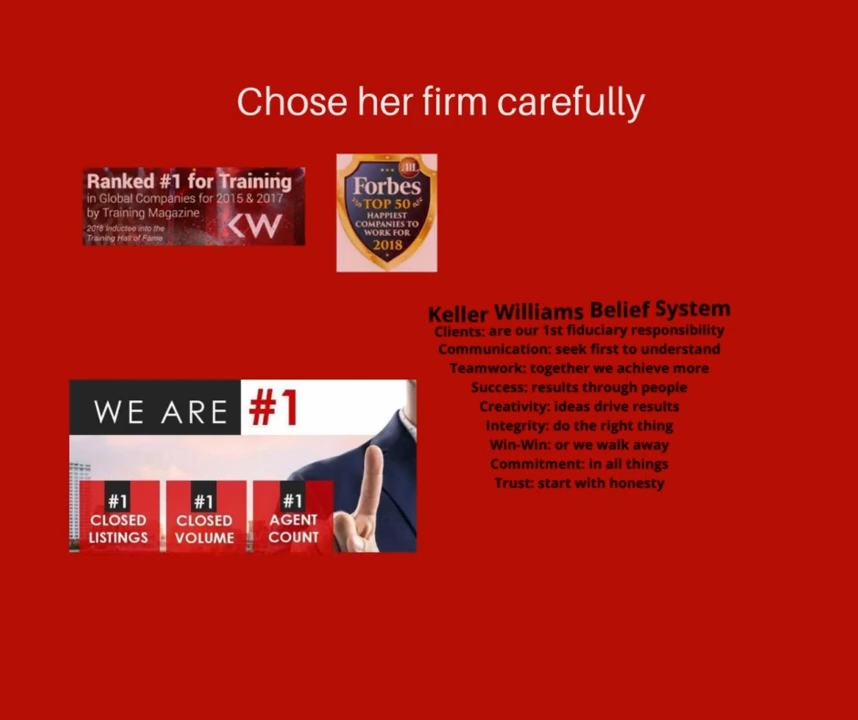 Chose her firm carefully
Ranked #1 for Training
in Global Companies for 2015 & 2017
by Training Magazine
2018 Inductee into the
Training Hall of Fame
KW
Forbes
TOP 50
HAPPIEST
COMPANIES TO
WORK FOR
2018
Keller Williams Belief System
Clients: are our 1st fiduciary responsibility
Communication: seek first to understand
Teamwork: together we achieve more
Success: results through people
Creativity: ideas drive results
Integrity: do the right thing
Win-Win: or we walk away
Commitment: in all things
Trust: start with honesty
WE ARE #1
#1
CLOSED
LISTINGS
#1
CLOSED
VOLUME
#1
AGENT
COUNT